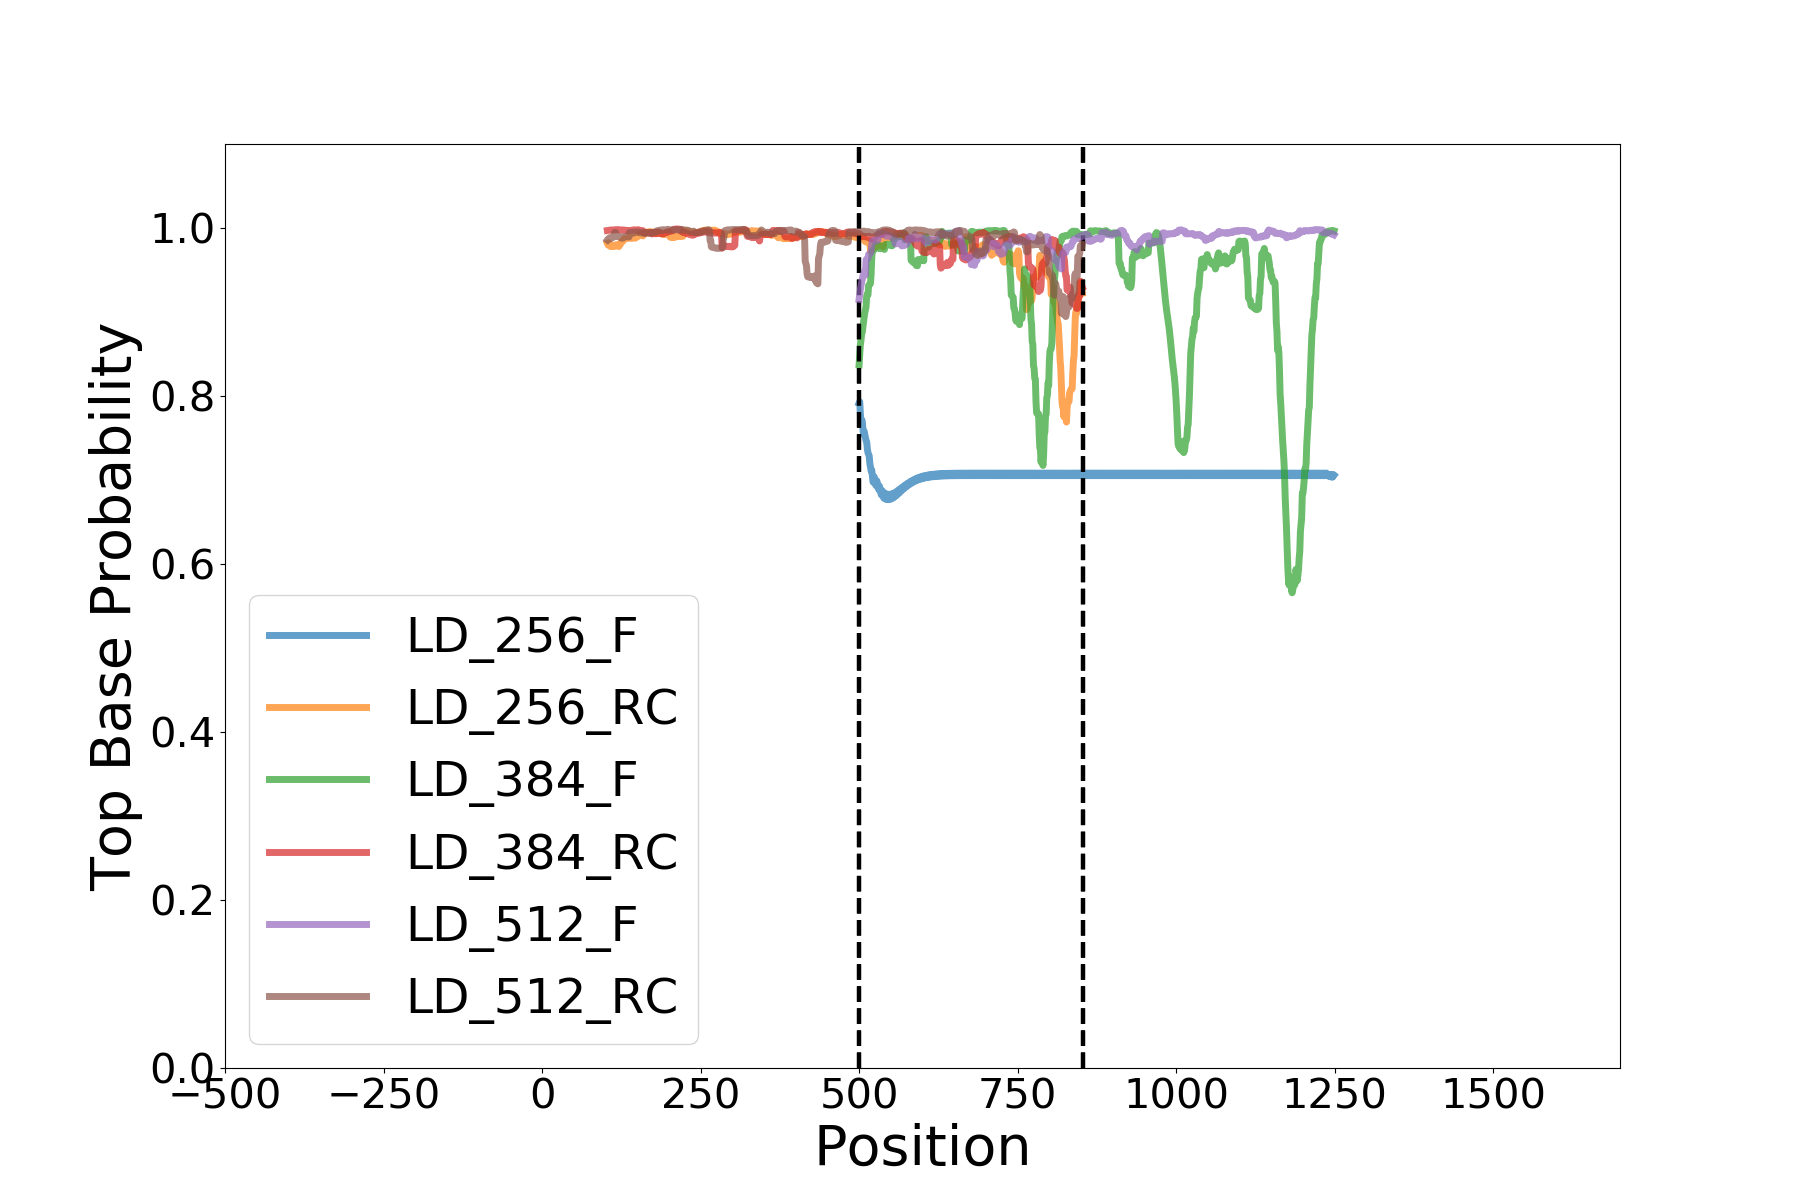 1.0
0.8
0.6
0.4
0.2
0.0
Top Base Probability
LD_256_F
LD_256_RC
LD_384_F
LD_384_RC
LD_512_F
LD_512_RC
−500 −250 0 250 500 750 1000 1250 1500
Position